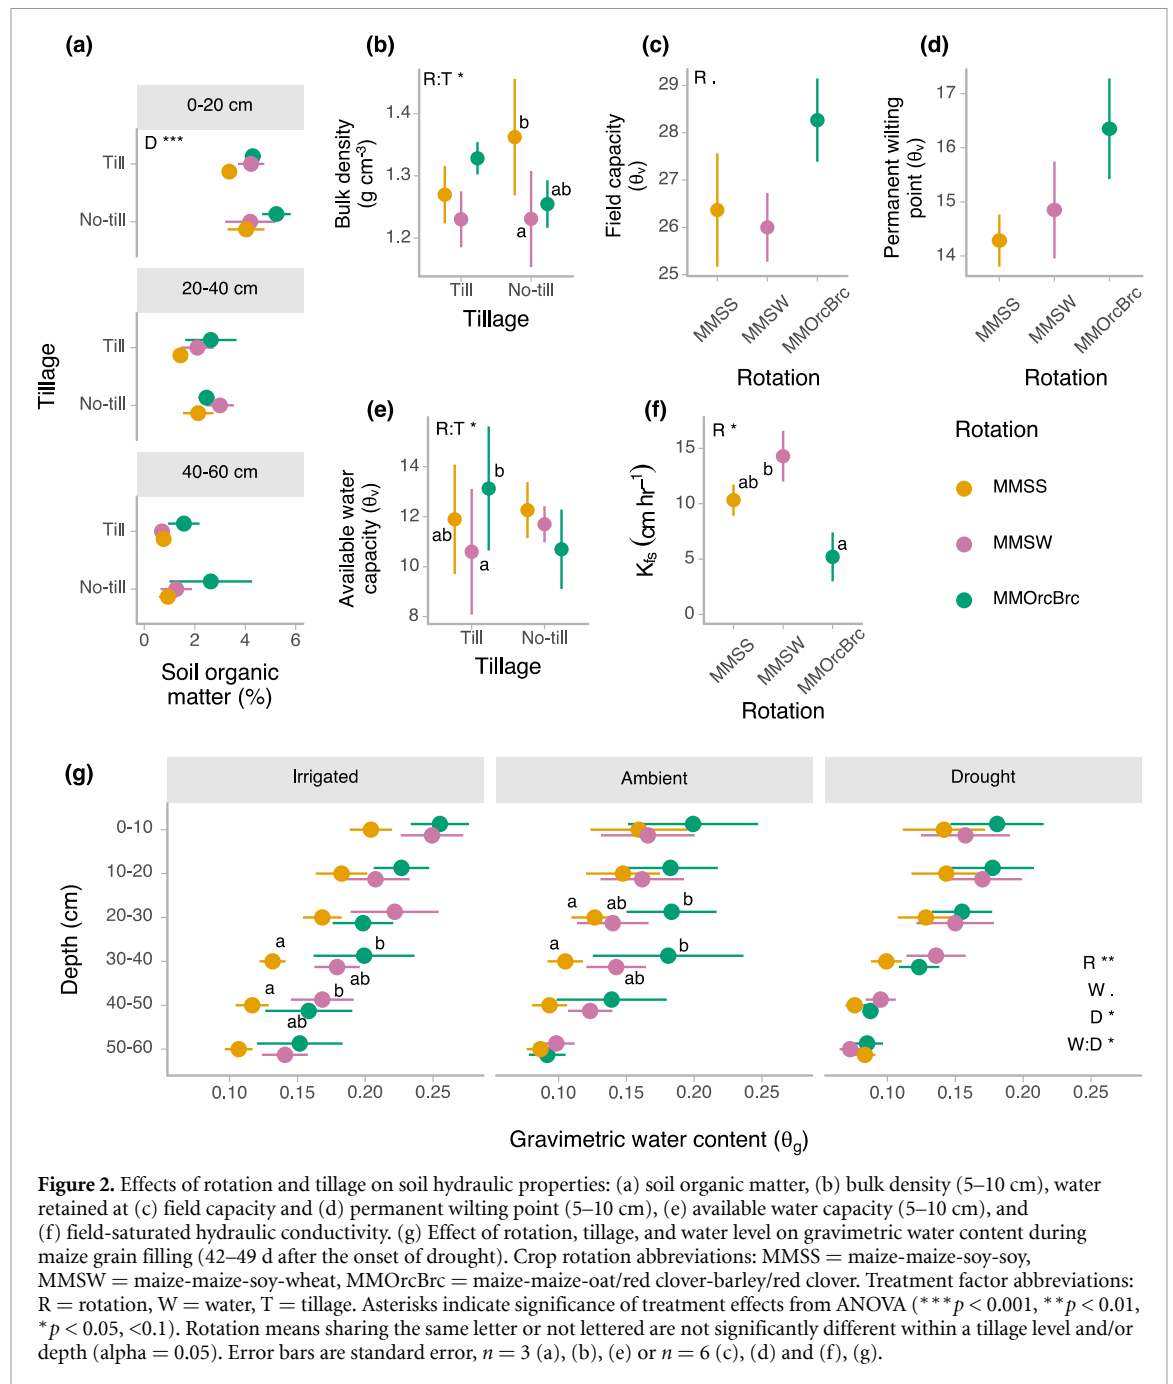 (a)
0-20 cm
D ***
Till
No-till
20-40 cm
Till
No-till
40-60 cm
Till
No-till
0 2 4 6
Soil organic
matter (%)
Tillage
(b)
R:T *
1.4
1.3
1.2
b
a
ab
Bulk density
(g cm-3)
Till No-till
Tillage
(c)
R .
29
28
27
26
25
Field capacity
(θv)
MMSS
MMSW
MMOrcBrc
Rotation
(d)
17
16
15
14
Permanent wilting
point (θv)
MMSS
MMSW
MMOrcBrc
Rotation
(e)
R:T *
14
12
10
8
ab
a
b
Available water
capacity (θv)
Till No-till
Tillage
(f)
R *
15
10
5
0
ab
b
a
Kfs (cm hr−1)
MMSS
MMSW
MMOrcBrc
Rotation
Rotation
MMSS
MMSW
MMOrcBrc
(g)
Irrigated Ambient Drought
0-10
10-20
20-30
a ab b
30-40
a b a b
ab ab
40-50
a b
ab
50-60
R **
W .
D *
W:D *
Depth (cm)
0.10 0.15 0.20 0.25 0.10 0.15 0.20 0.25 0.10 0.15 0.20 0.25
Gravimetric water content (θg)
Figure 2. Effects of rotation and tillage on soil hydraulic properties: (a) soil organic matter, (b) bulk density (5–10 cm), water
retained at (c) field capacity and (d) permanent wilting point (5–10 cm), (e) available water capacity (5–10 cm), and
(f) field-saturated hydraulic conductivity. (g) Effect of rotation, tillage, and water level on gravimetric water content during
maize grain filling (42–49 d after the onset of drought). Crop rotation abbreviations: MMSS = maize-maize-soy-soy,
MMSW = maize-maize-soy-wheat, MMOrcBrc = maize-maize-oat/red clover-barley/red clover. Treatment factor abbreviations:
R = rotation, W = water, T = tillage. Asterisks indicate significance of treatment effects from ANOVA (***p < 0.001, **p < 0.01,
*p < 0.05, <0.1). Rotation means sharing the same letter or not lettered are not significantly different within a tillage level and/or
depth (alpha = 0.05). Error bars are standard error, n = 3 (a), (b), (e) or n = 6 (c), (d) and (f), (g).